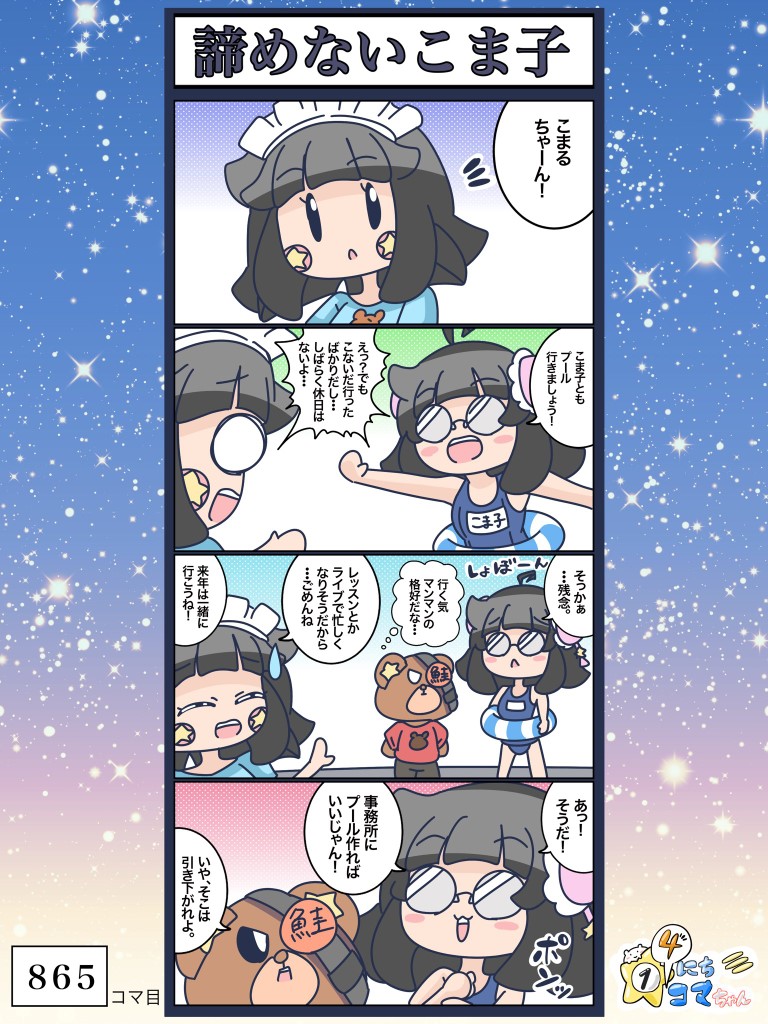 諦めないこま子
こまる
ちゃーん！
こま子とも
プール
行きましょう！
えっ？でも
こないだ行った
ばかりだし…
しばらく休日は
ないよ…
こま子
そっかぁ
…残念。
しょぼーん
行く気
マンマンの
格好だな…
鮭
レッスンとか
ライブで忙しく
なりそうだから
…ごめんね
来年は一緒に
行こうね！
あっ！
そうだ！
事務所に
プール作れば
いいじゃん！
ポンッ
鮭
いや、そこは
引き下がれよ。
865
コマ目
1
にち
4
コマ
ちゃん